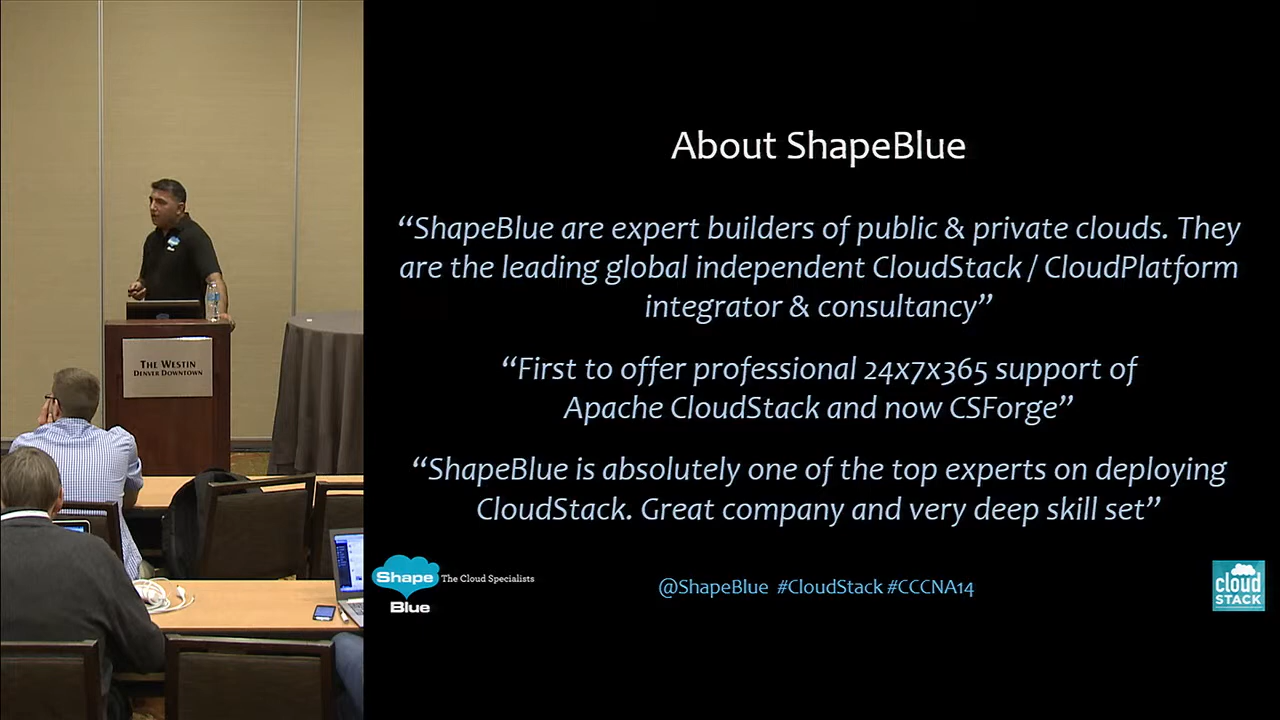 About ShapeBlue
“ShapeBlue are expert builders of public & private clouds. They
are the leading global independent CloudStack / CloudPlatform
integrator & consultancy”
“First to offer professional 24x7x365 support of
Apache CloudStack and now CSForge”
“ShapeBlue is absolutely one of the top experts on deploying
CloudStack. Great company and very deep skill set”
Shape
Blue
The Cloud Specialists
@ShapeBlue #CloudStack #CCCNA14
cloud
STACK
THE WESTIN
DENVER DOWNTOWN